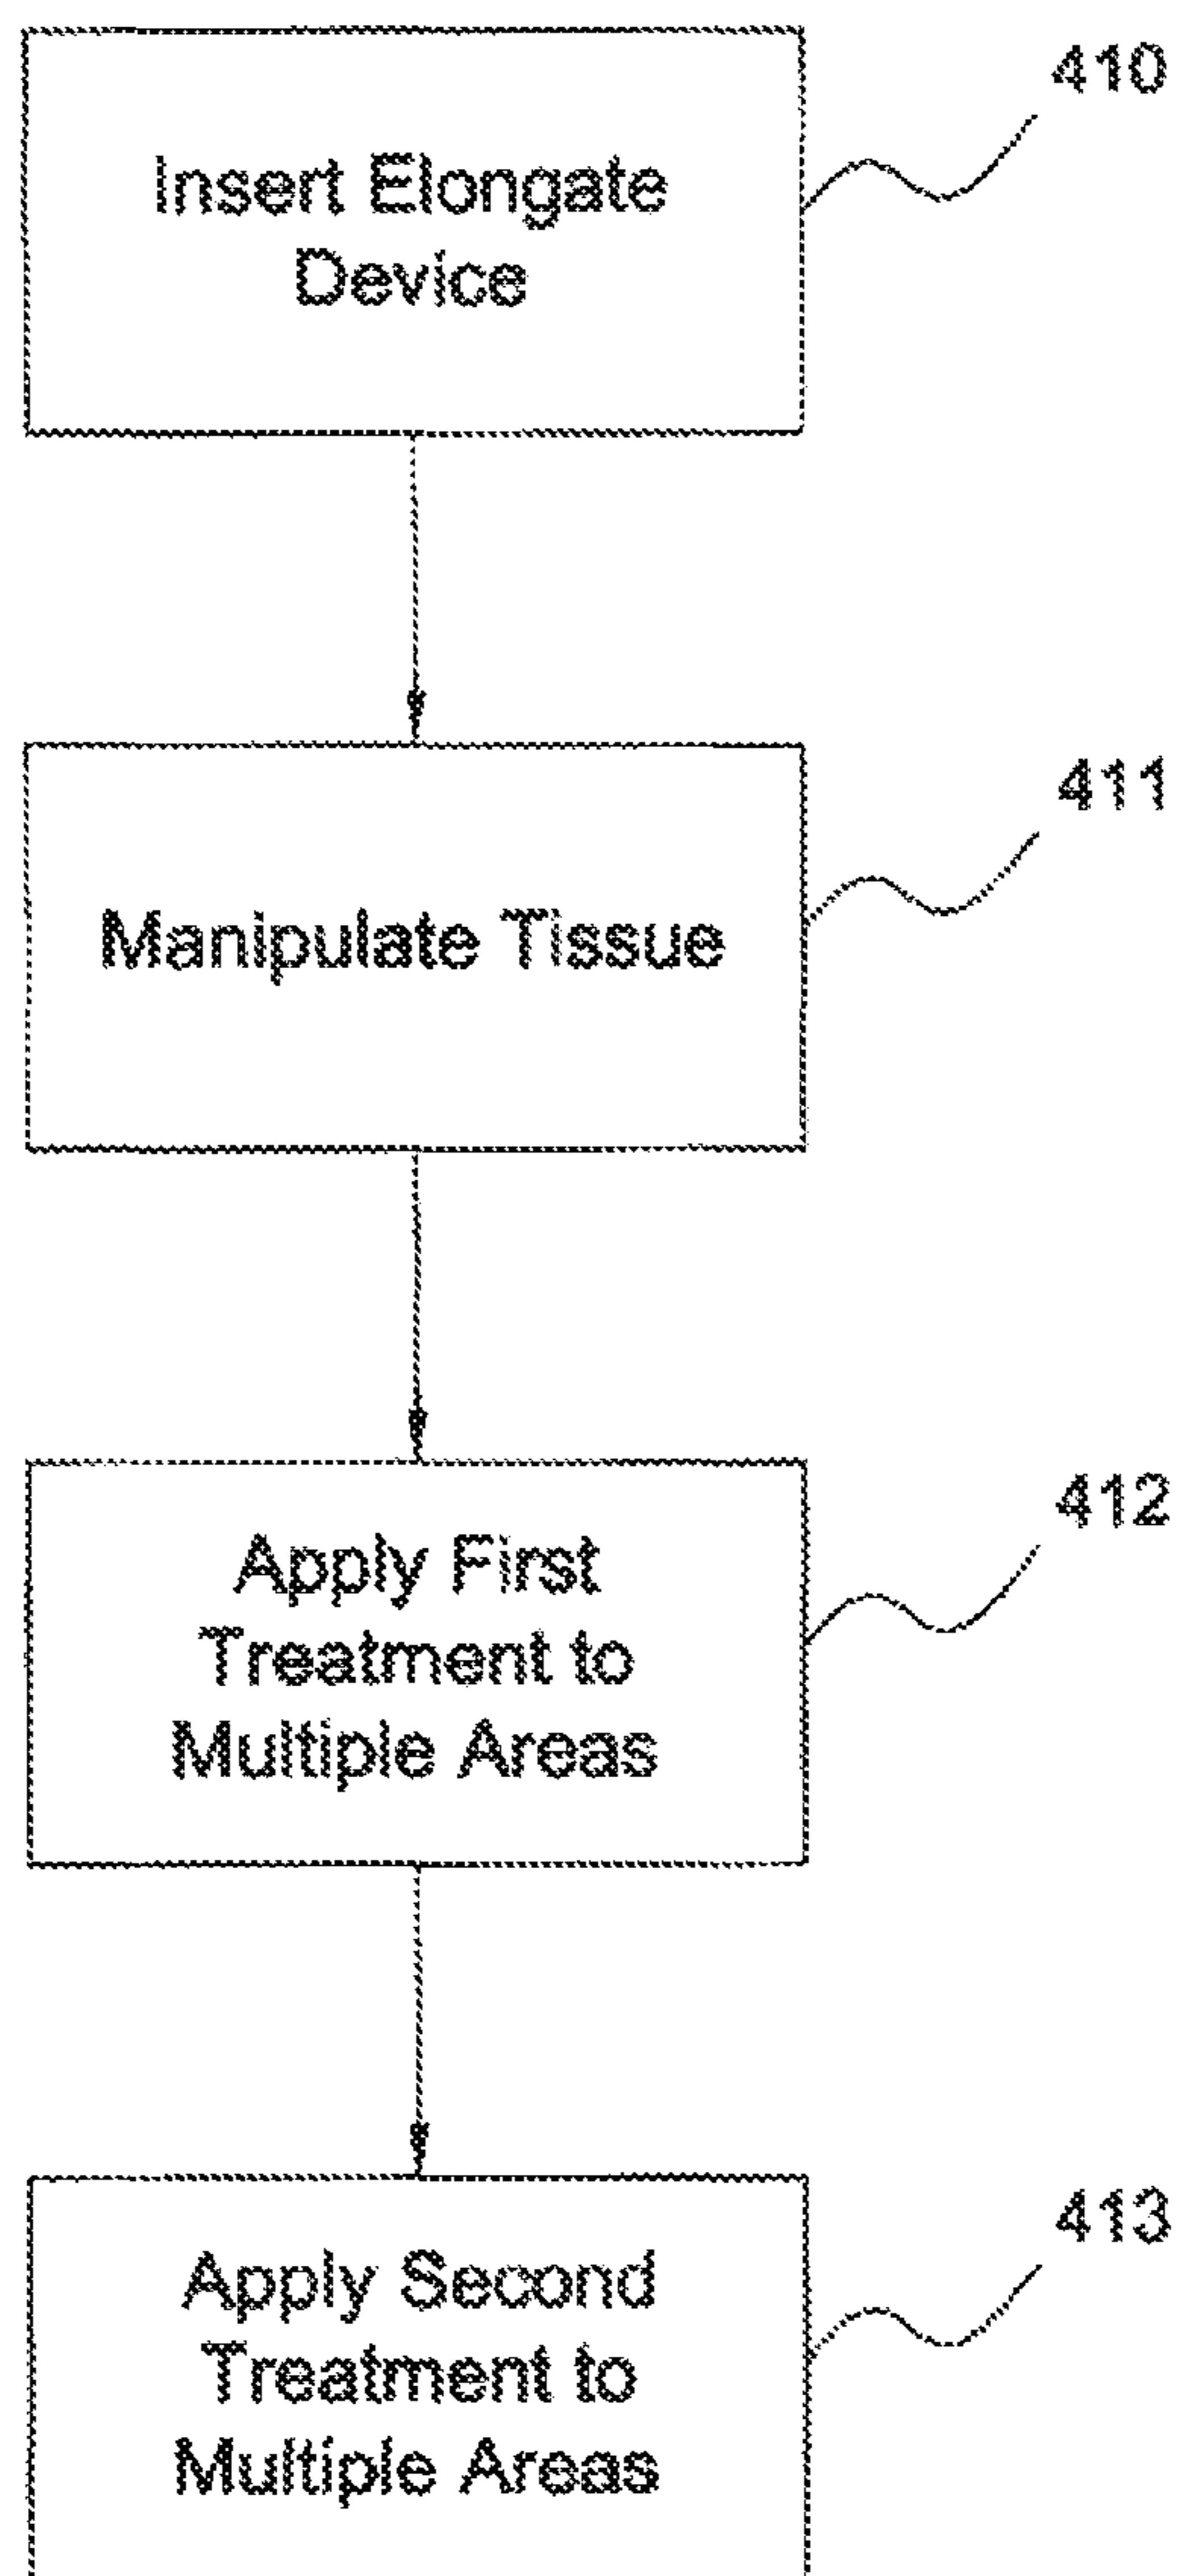 410
Insert Elongate
Device
411
Manipulate Tissue
412
Apply First
Treatment to
Multiple Areas
413
Apply Second
Treatment to
Multiple Areas